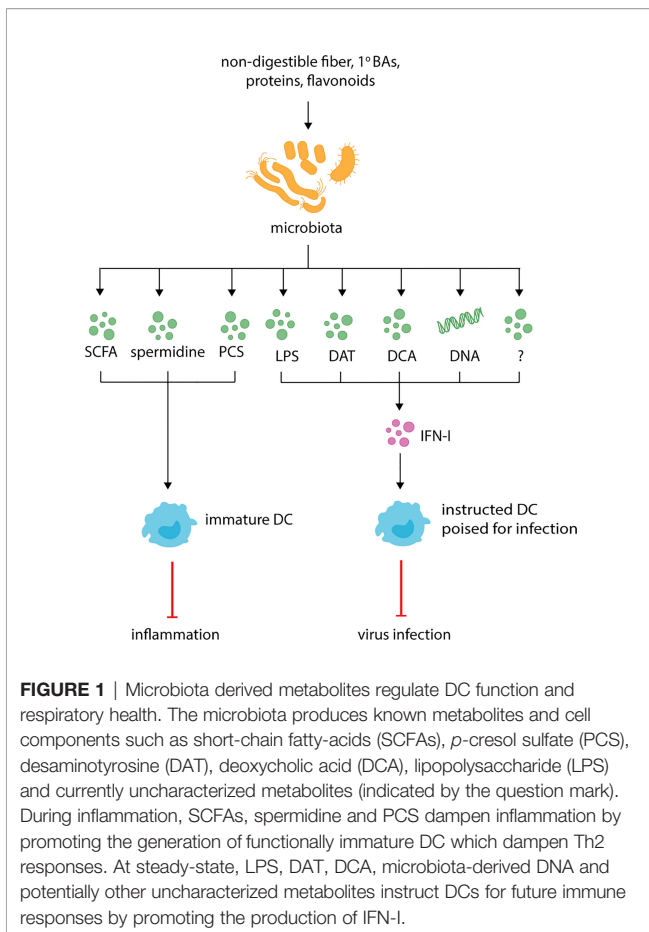 non-digestible fiber, 1º BAs,
proteins, flavonoids
microbiota
SCFA spermidine PCS LPS DAT DCA DNA ?
IFN-I
immature DC
instructed DC
poised for infection
inflammation
virus infection
FIGURE 1 | Microbiota derived metabolites regulate DC function and
respiratory health. The microbiota produces known metabolites and cell
components such as short-chain fatty-acids (SCFAs), p-cresol sulfate (PCS),
desaminotyrosine (DAT), deoxycholic acid (DCA), lipopolysaccharide (LPS)
and currently uncharacterized metabolites (indicated by the question mark).
During inflammation, SCFAs, spermidine and PCS dampen inflammation by
promoting the generation of functionally immature DC which dampen Th2
responses. At steady-state, LPS, DAT, DCA, microbiota-derived DNA and
potentially other uncharacterized metabolites instruct DCs for future immune
responses by promoting the production of IFN-I.